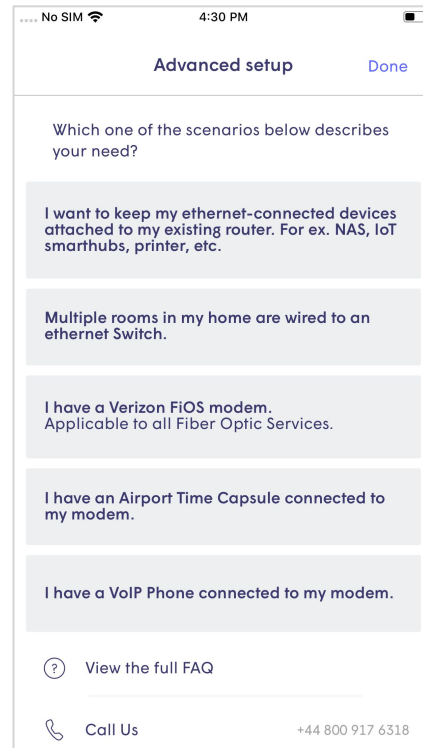 No SIM 4:30 PM
Advanced setup Done
Which one of the scenarios below describes
your need?
I want to keep my ethernet-connected devices
attached to my existing router. For ex. NAS, IoT
smarthubs, printer, etc.
Multiple rooms in my home are wired to an
ethernet Switch.
I have a Verizon FiOS modem.
Applicable to all Fiber Optic Services.
I have an Airport Time Capsule connected to
my modem.
I have a VoIP Phone connected to my modem.
? View the full FAQ
Call Us +44 800 917 6318